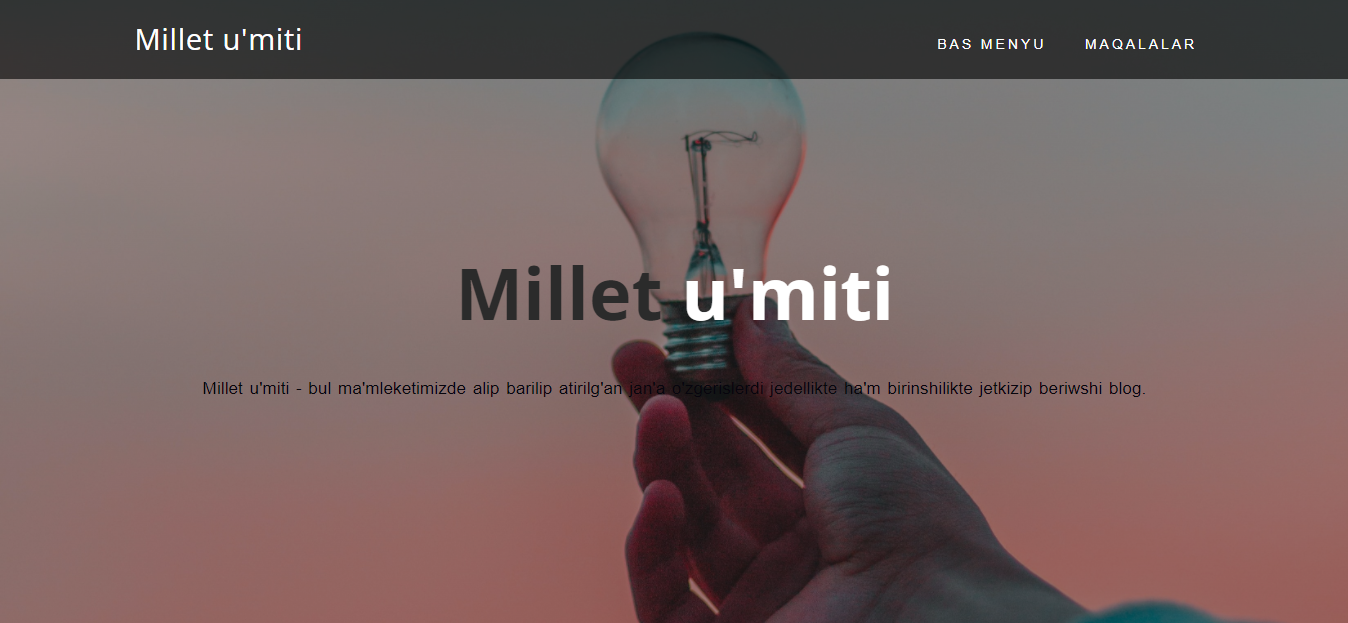 Millet u'miti
BAS MENYU MAQALALAR
Millet u'miti
Millet u'miti - bul ma'mleketimizde alip barilip atirilg'an jan'a o'zgerislerdi jedellikte ha'm birinshilikte jetkizip beriwshi blog.